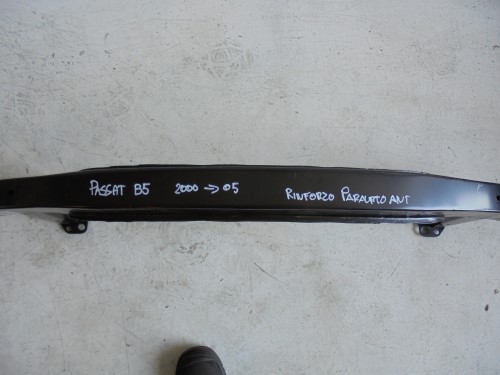 PASSAT B5 2000 → 05 RINFORZO PARAURTO ANT